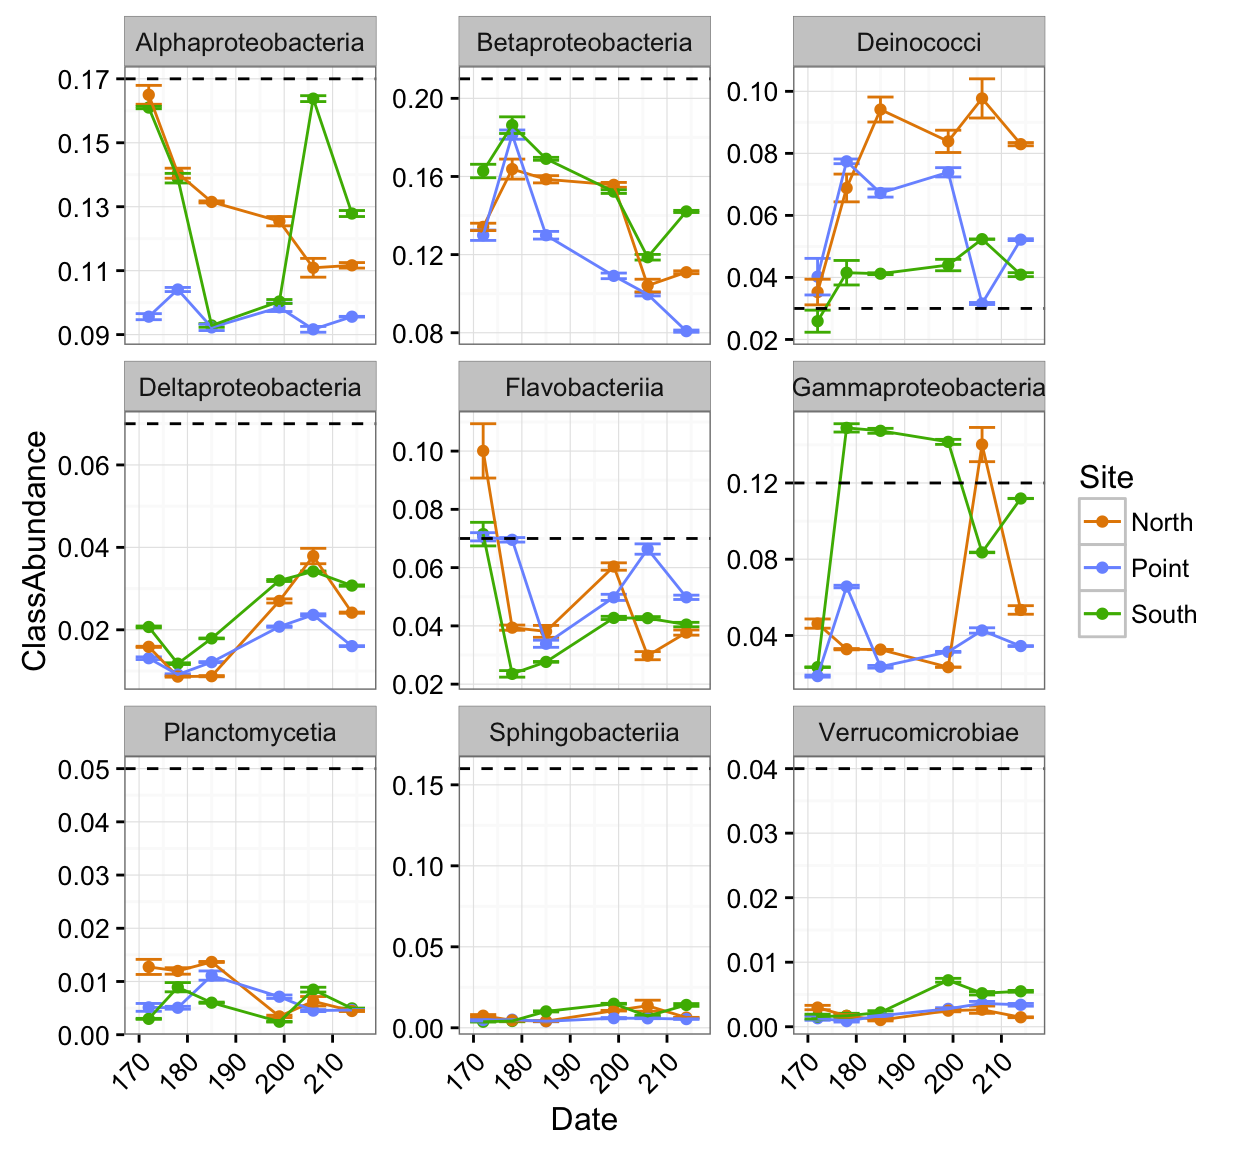 Alphaproteobacteria
Betaproteobacteria
Deinococci
0.17
0.15
0.13
0.11
0.09
0.20
0.16
0.12
0.08
0.10
0.08
0.06
0.04
0.02
Deltaproteobacteria
Flavobacteriia
Gammaproteobacteria
0.06
0.04
0.02
0.10
0.08
0.06
0.04
0.02
0.12
0.08
0.04
Planctomycetia
Sphingobacteriia
Verrucomicrobiae
0.05
0.04
0.03
0.02
0.01
0.00
0.15
0.10
0.05
0.00
0.04
0.03
0.02
0.01
0.00
170 180 190 200 210
170 180 190 200 210
170 180 190 200 210
Date
ClassAbundance
Site
North
Point
South